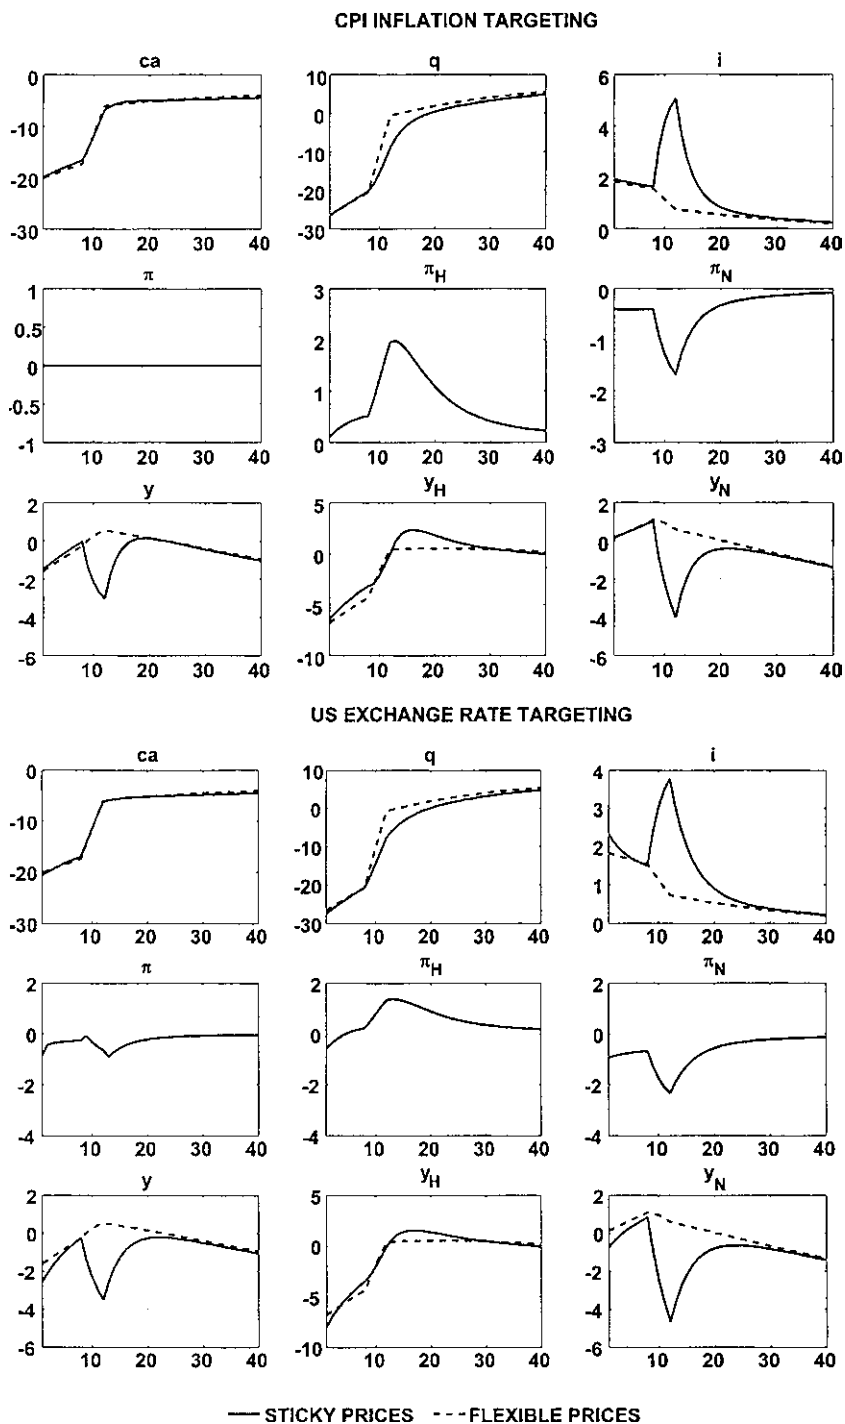 CPI INFLATION TARGETING
ca q i
0 10 6
-10 0 4
-20 -10 2
-20
-30 -30 0
10 20 30 40 10 20 30 40 10 20 30 40
π π_H π_N
1 3 0
0.5 2 -1
0
-0.5 1 -2
-1 0 -3
10 20 30 40 10 20 30 40 10 20 30 40
y y_H y_N
2 5 2
0 0 0
-2 -2
-4 -5 -4
-6 -10 -6
10 20 30 40 10 20 30 40 10 20 30 40
US EXCHANGE RATE TARGETING
ca q i
0 10 4
-10 0 3
-10 2
-20 -20 1
-30 -30 0
10 20 30 40 10 20 30 40 10 20 30 40
π π_H π_N
2 2 2
0 0 0
-2 -2 -2
-4 -4 -4
10 20 30 40 10 20 30 40 10 20 30 40
y y_H y_N
2 5 2
0 0 0
-2 -2
-4 -5 -4
-6 -10 -6
10 20 30 40 10 20 30 40 10 20 30 40
STICKY PRICES FLEXIBLE PRICES